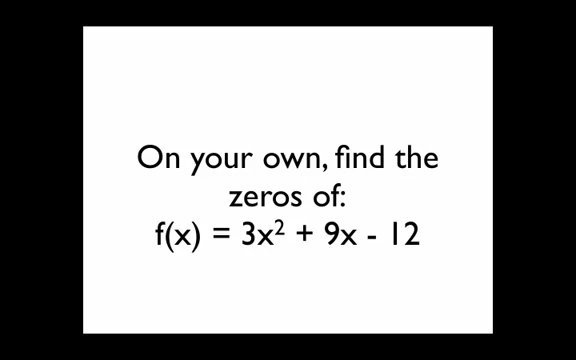 On your own, find the
zeros of:
f(x) = 3x² + 9x - 12